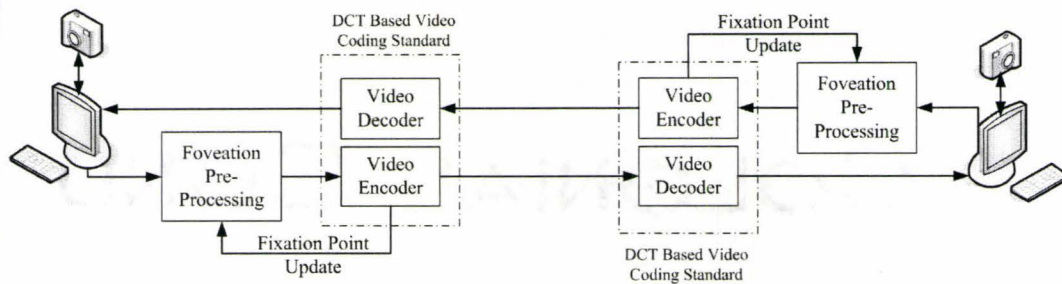 DCT Based Video
Coding Standard
Fixation Point
Update
Video
Decoder
Video
Encoder
Foveation
Pre-
Processing
Foveation
Pre-
Processing
Video
Encoder
Video
Decoder
Fixation Point
Update
DCT Based Video
Coding Standard